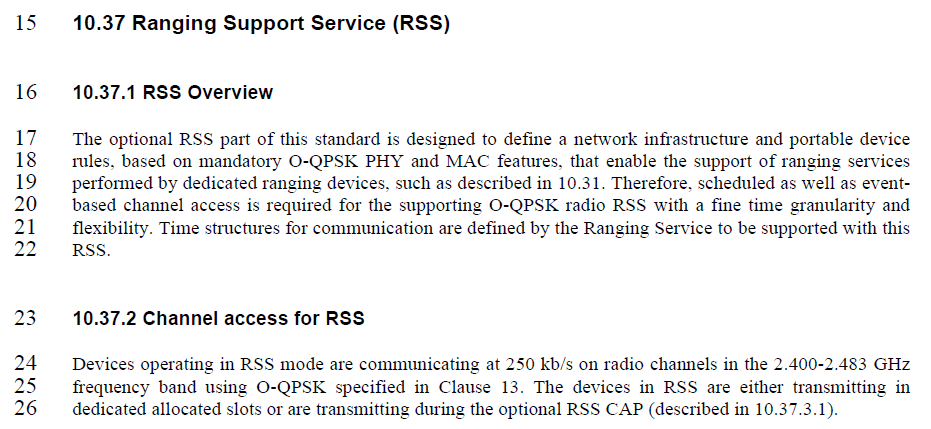 15 10.37 Ranging Support Service (RSS)
16 10.37.1 RSS Overview
17 The optional RSS part of this standard is designed to define a network infrastructure and portable device
18 rules, based on mandatory O-QPSK PHY and MAC features, that enable the support of ranging services
19 performed by dedicated ranging devices, such as described in 10.31. Therefore, scheduled as well as event-
20 based channel access is required for the supporting O-QPSK radio RSS with a fine time granularity and
21 flexibility. Time structures for communication are defined by the Ranging Service to be supported with this
22 RSS.
23 10.37.2 Channel access for RSS
24 Devices operating in RSS mode are communicating at 250 kb/s on radio channels in the 2.400-2.483 GHz
25 frequency band using O-QPSK specified in Clause 13. The devices in RSS are either transmitting in
26 dedicated allocated slots or are transmitting during the optional RSS CAP (described in 10.37.3.1).